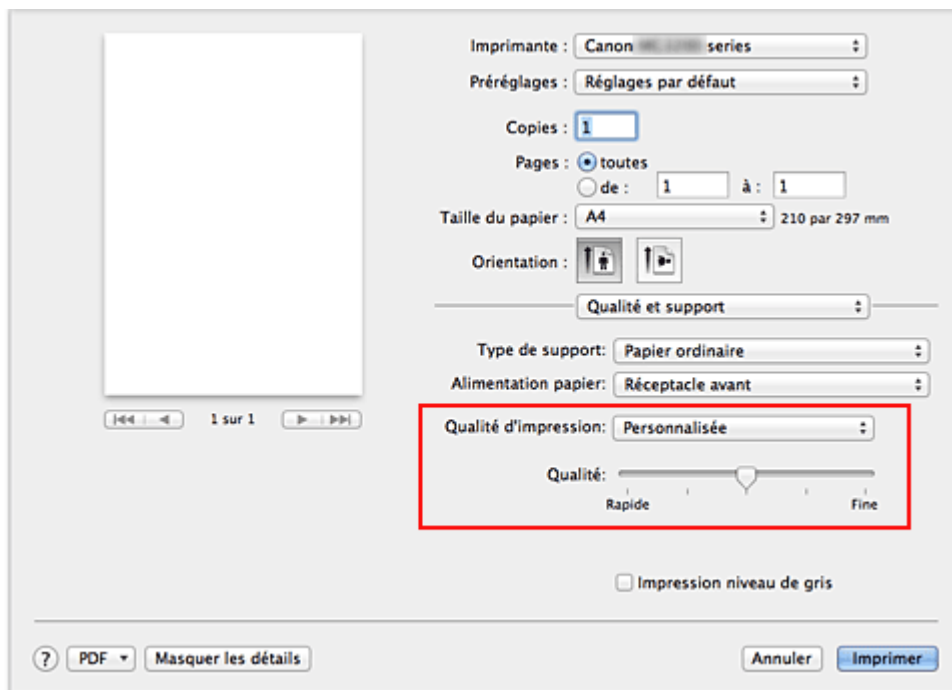 Imprimante : Canon series
Préréglages : Réglages par défaut
Copies : 1
Pages : toutes
de : 1 à : 1
Taille du papier : A4 210 par 297 mm
Orientation :
Qualité et support
Type de support: Papier ordinaire
Alimentation papier: Réceptacle avant
1 sur 1
Qualité d'impression: Personnalisée
Qualité:
Rapide Fine
Impression niveau de gris
? PDF Masquer les détails Annuler Imprimer